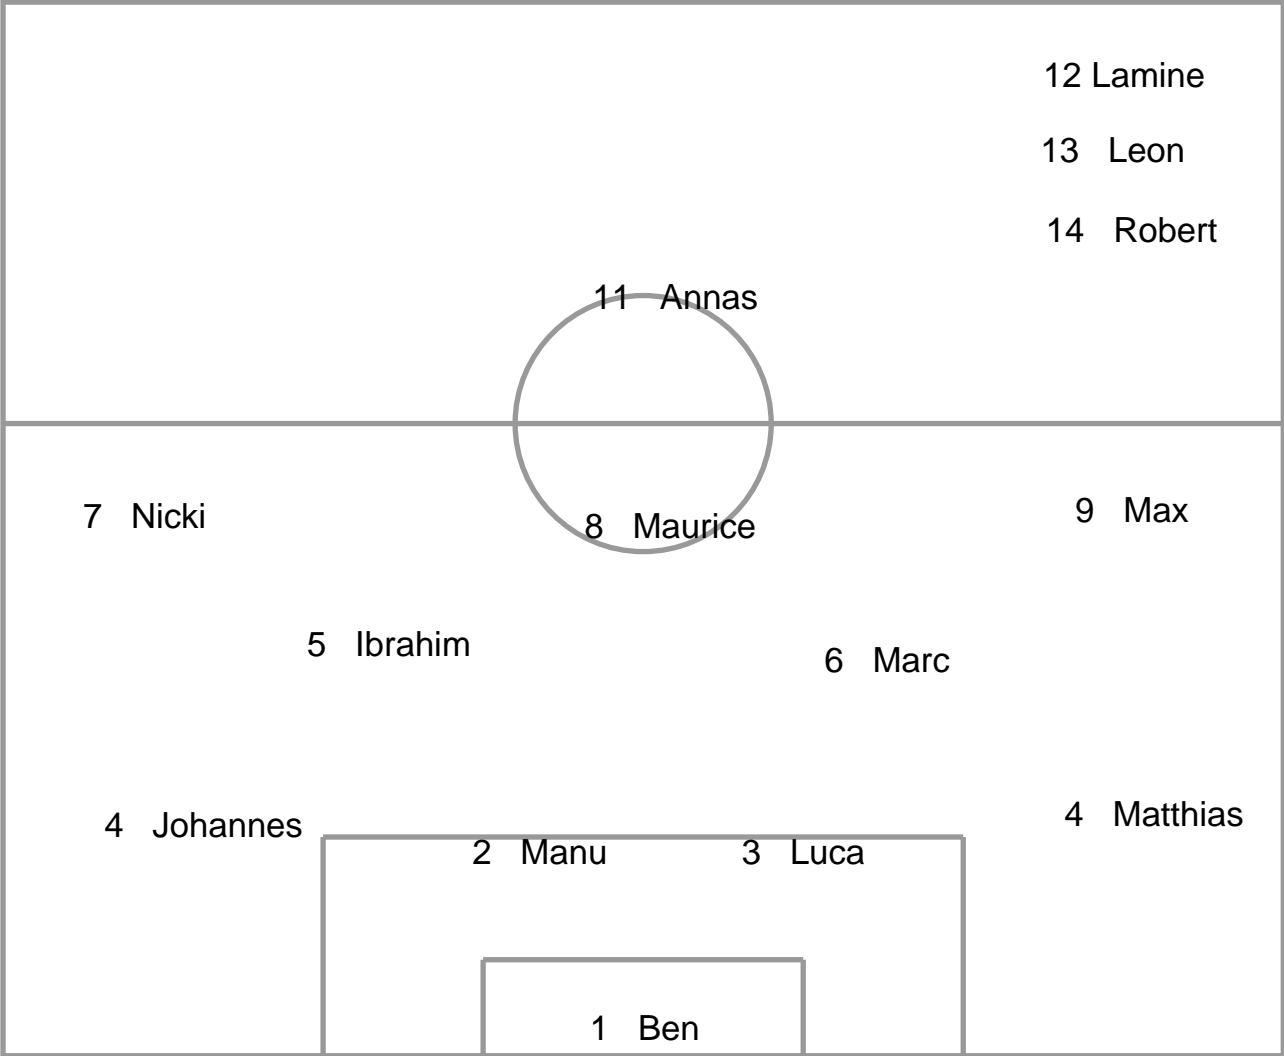 12 Lamine
13 Leon
14 Robert
11 Annas
7 Nicki
8 Maurice
9 Max
5 Ibrahim
6 Marc
4 Johannes
4 Matthias
2 Manu
3 Luca
1 Ben